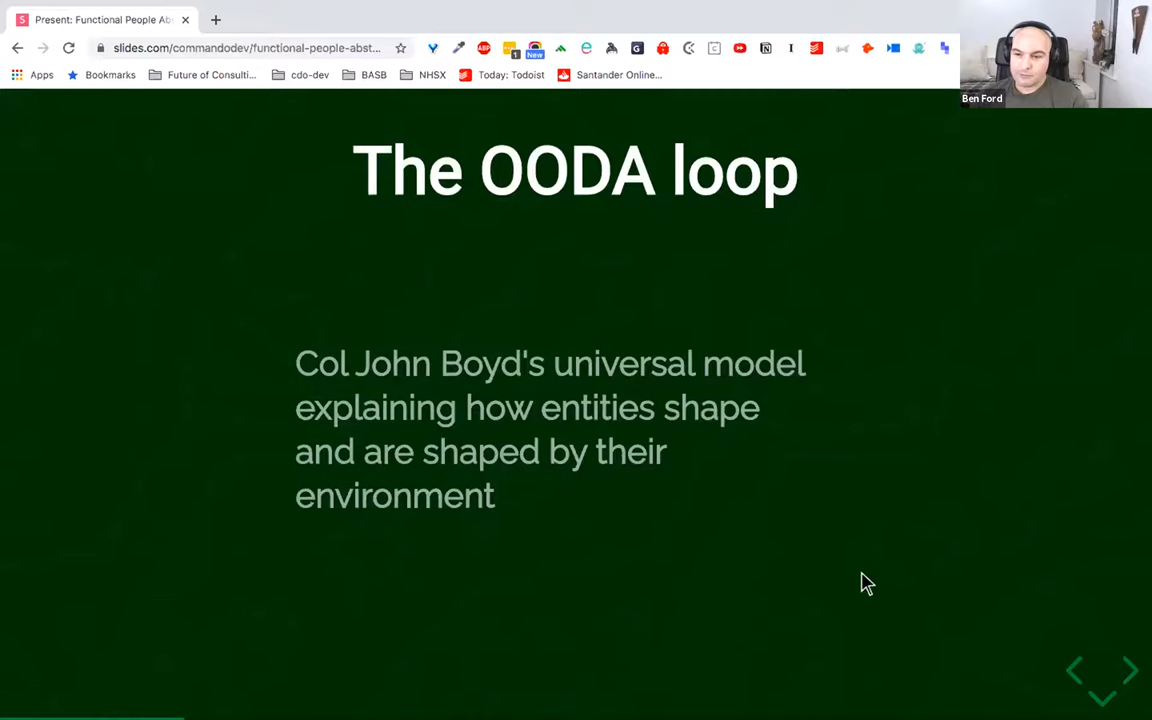 Present: Functional People Ab
slides.com/commandodev/functional-people-abst...
New
Apps
Bookmarks
Future of Consulti...
cdo-dev
BASB
NHSX
Today: Todoist
Santander Online...
Ben Ford
The OODA loop
Col John Boyd's universal model
explaining how entities shape
and are shaped by their
environment